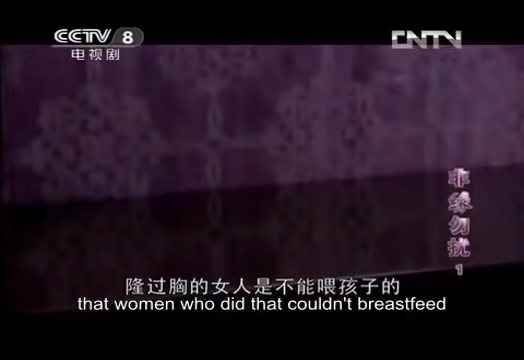 CCTV 8
电视剧
CNTV
非缘勿扰 1
隆过胸的女人是不能喂孩子的
that women who did that couldn't breastfeed